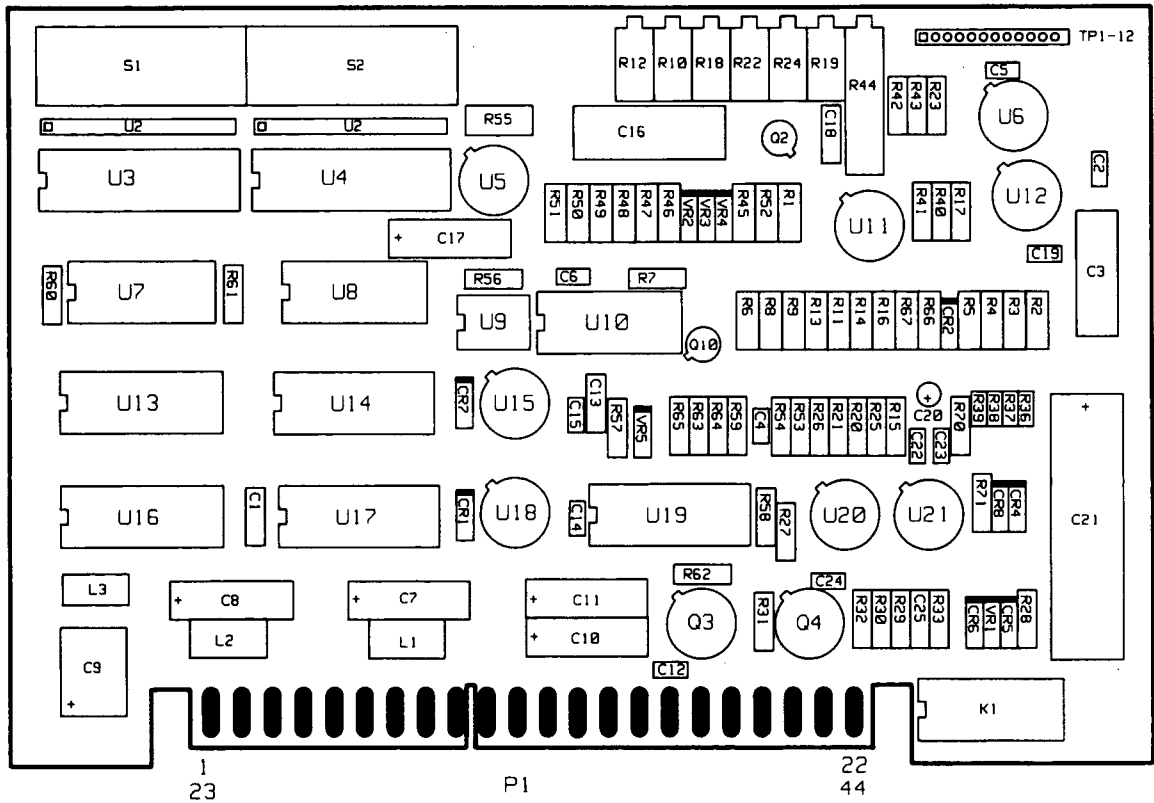 TP1-12
S1 S2 R12 R10 R18 R22 R24 R19 R44 R42 R43 R23 C5
U2 U2 R55 C16 Q2 C18 U6
U3 U4 U5 C2
R51 R50 R49 R48 R47 R46 VR2 VR3 VR4 R45 R52 R1 U11 R41 R40 R17 U12
+ C17 C19 C3
R60 U7 R61 U8 R56 C6 R7
U9 U10 Q10 R6 R8 R9 R13 R11 R14 R16 R67 R66 CR2 R5 R4 R3 R2
U13 U14 CR7 U15 C15 C13 R57 VR5 R65 R63 R64 R59 C4 R54 R53 R26 R21 R20 R25 R15 + C20 C22 C23 R70 R39 R38 R37 R36 +
U16 C1 U17 CR1 U18 C14 U19 R58 R27 U20 U21 R71 CR8 CR4 C21
L3 + C8 + C7 + C11 R62 C24
L2 L1 + C10 Q3 R31 Q4 R32 R30 R29 C25 R33 CR6 VR1 CR5 R28
C9 + C12
K1
1 P1 22
23 44